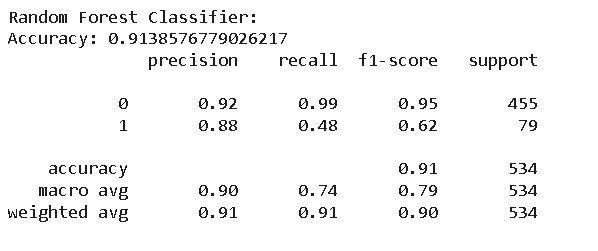 Random Forest Classifier:
Accuracy: 0.9138576779026217
precision recall f1-score support
0 0.92 0.99 0.95 455
1 0.88 0.48 0.62 79
accuracy 0.91 534
macro avg 0.90 0.74 0.79 534
weighted avg 0.91 0.91 0.90 534